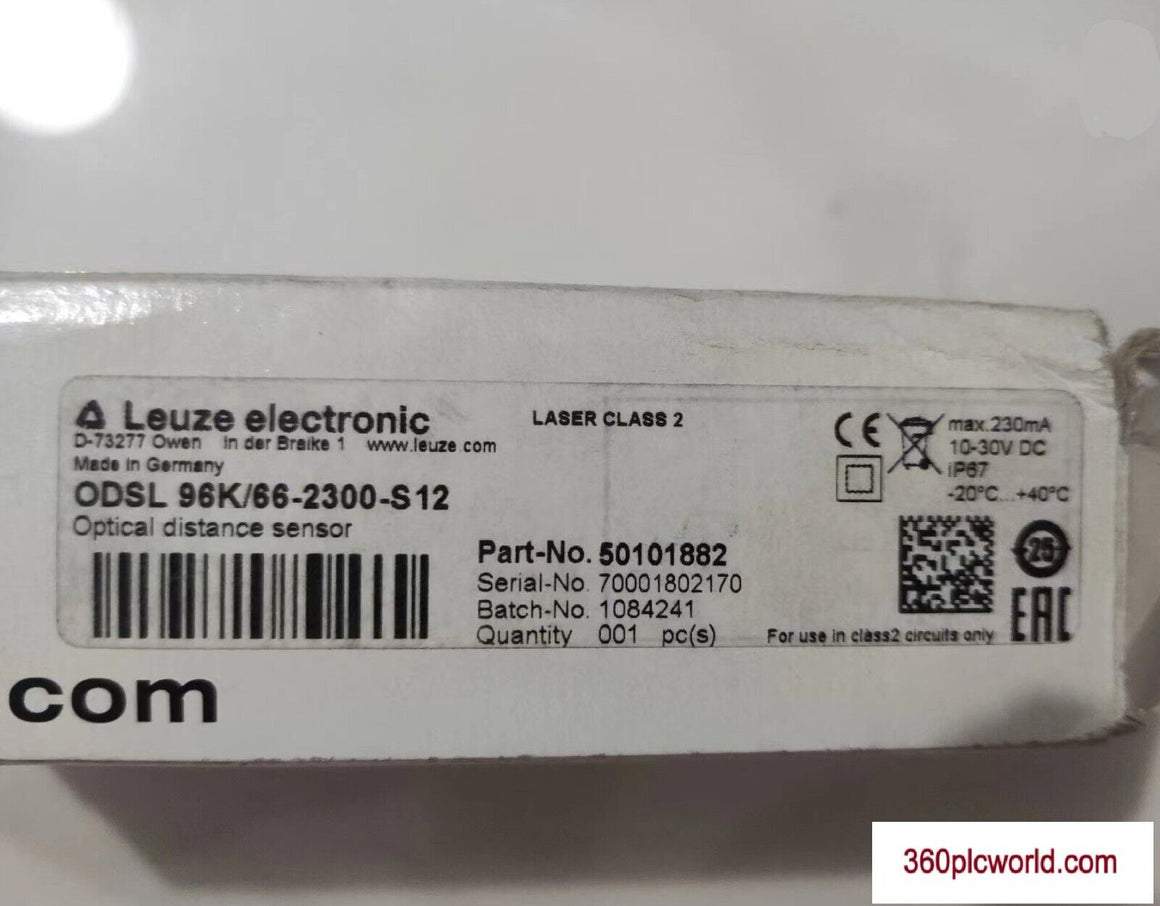 Leuze electronic
D-73277 Owen In der Braike 1 www.leuze.com
Made in Germany
ODSL 96K/66-2300-S12
Optical distance sensor
LASER CLASS 2
CE
max.230mA
10-30V DC
IP67
-20°C...+40°C
Part-No. 50101882
Serial-No. 70001802170
Batch-No. 1084241
Quantity 001 pc(s)
For use in class2 circuits only
25
EAC
com
360plcworld.com